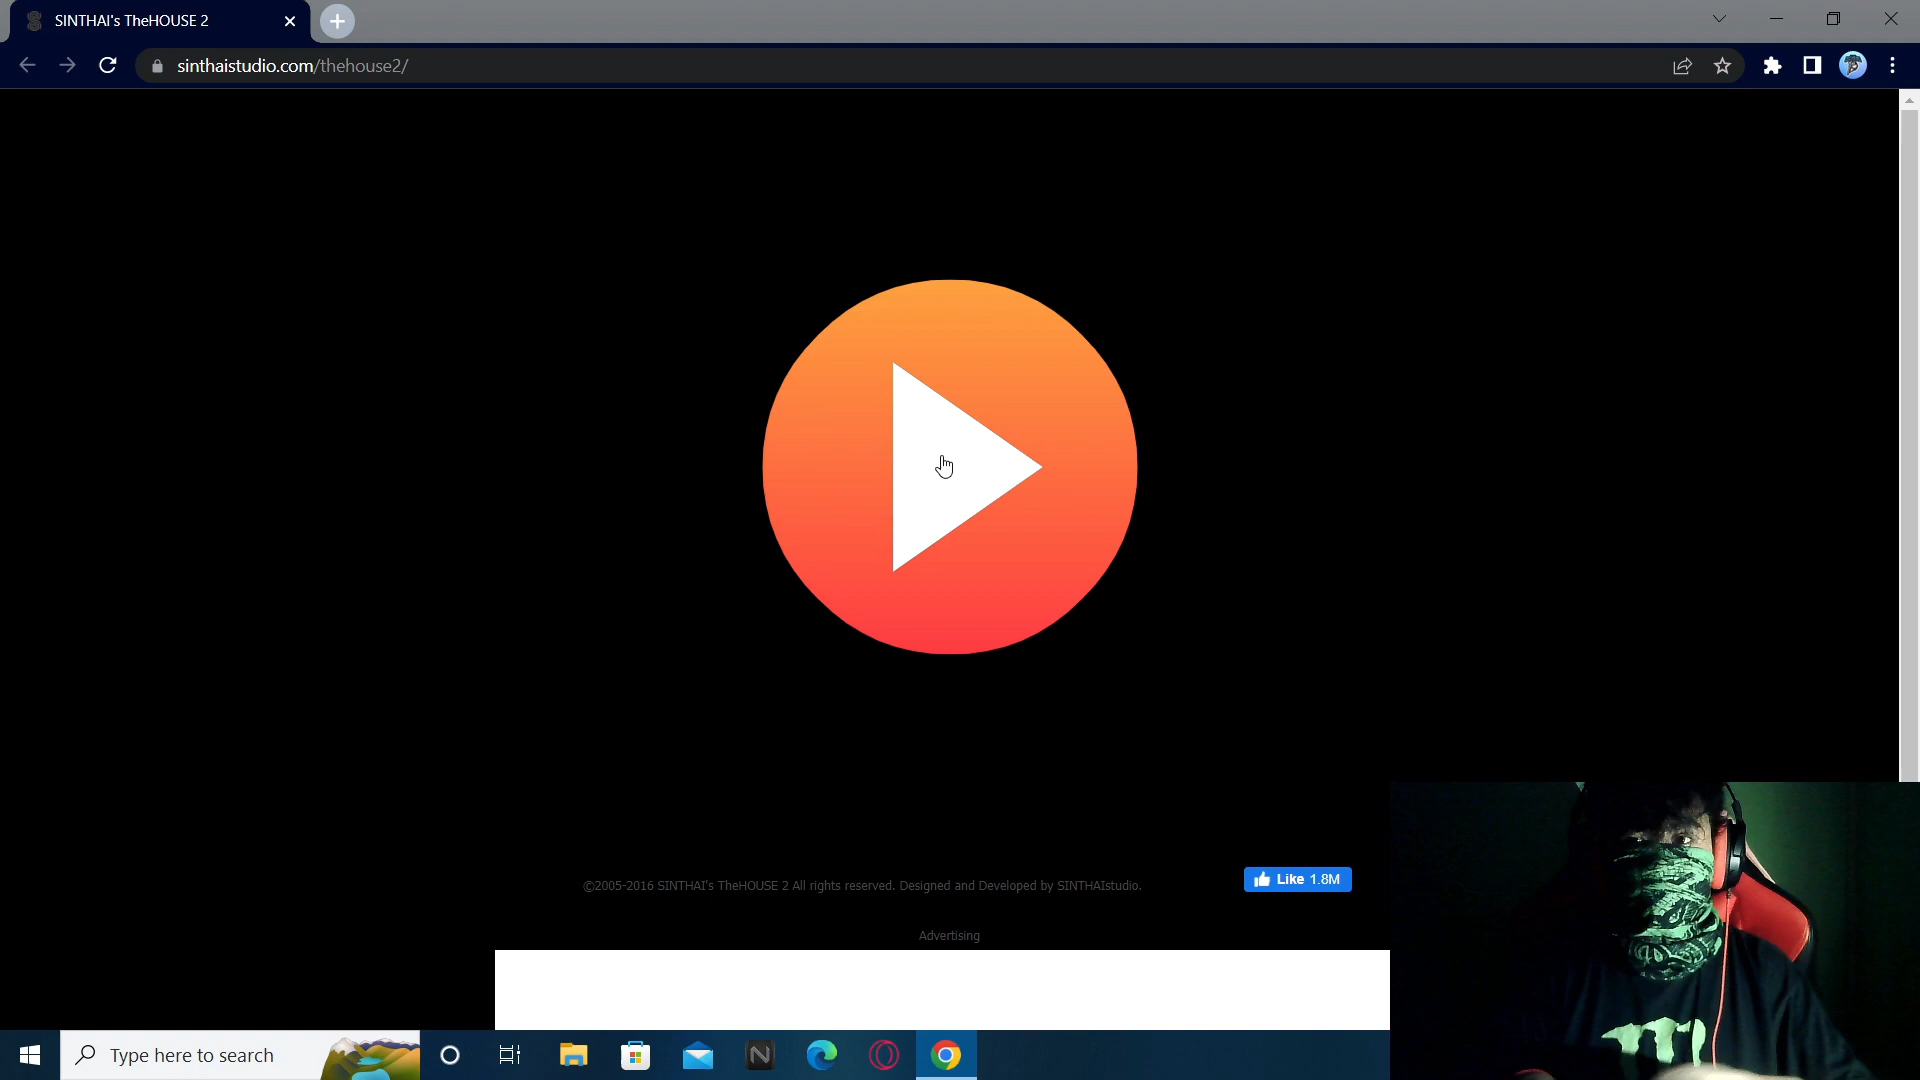 SINTHAI's TheHOUSE 2
sinthaistudio.com/thehouse2/
©2005-2016 SINTHAI's TheHOUSE 2 All rights reserved. Designed and Developed by SINTHAIstudio.
Like 1.8M
Advertising
Type here to search